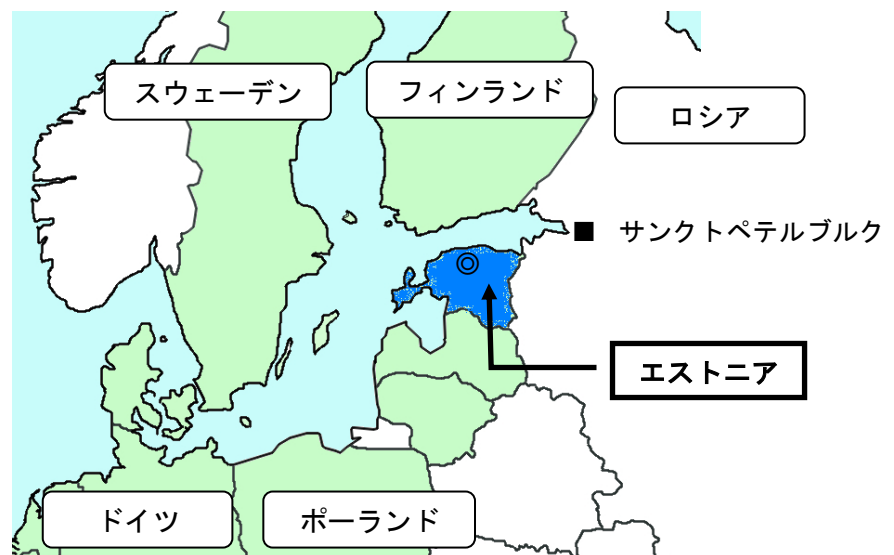 スウェーデン
フィンランド
ロシア
■ サンクトペテルブルク
エストニア
ドイツ
ポーランド